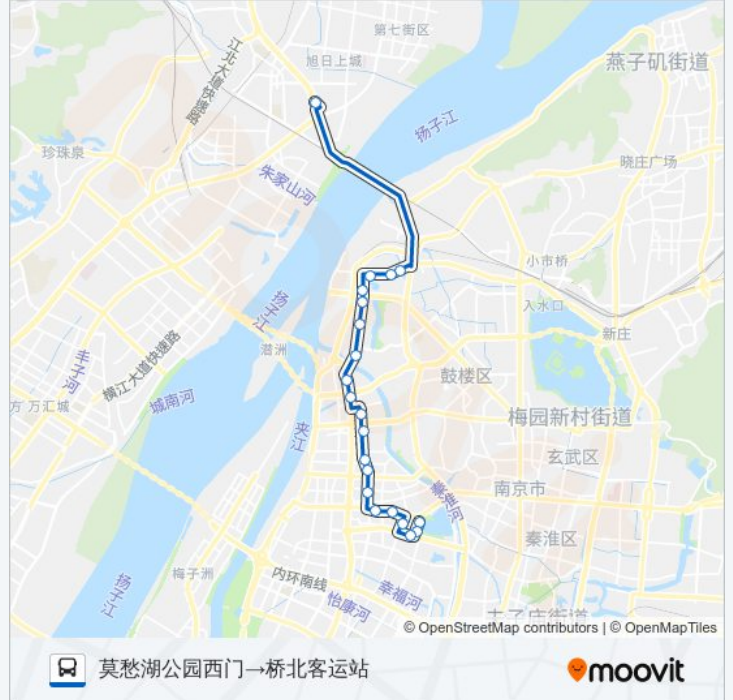 第七街区
旭日上城
燕子矶街道
江北大道快速路
扬子江
珍珠泉
晓庄广场
朱家山河
小市桥
入水口
扬子江
新庄
潜洲
横江大道快速路
丰子河
鼓楼区
城南河
方 万汇城
梅园新村街道
夹江
玄武区
秦淮河
南京市
秦淮区
扬子江
梅子洲
内环南线
幸福河
怡康河
夫子庙街道
© OpenStreetMap contributors | © OpenMapTiles
莫愁湖公园西门→桥北客运站
moovit